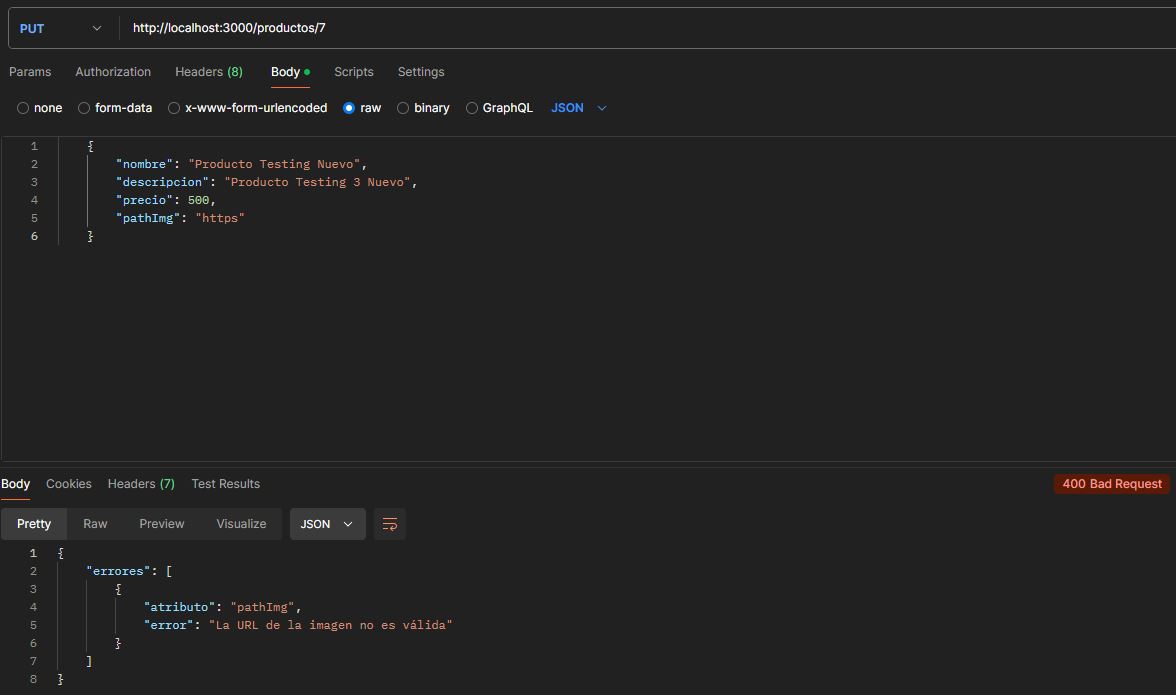 PUT http://localhost:3000/productos/7
Params Authorization Headers (8) Body Scripts Settings
none form-data x-www-form-urlencoded raw binary GraphQL JSON
1 {
2 "nombre": "Producto Testing Nuevo",
3 "descripcion": "Producto Testing 3 Nuevo",
4 "precio": 500,
5 "pathImg": "https"
6 }
Body Cookies Headers (7) Test Results 400 Bad Request
Pretty Raw Preview Visualize JSON
1 {
2 "errores": [
3 {
4 "atributo": "pathImg",
5 "error": "La URL de la imagen no es válida"
6 }
7 ]
8 }